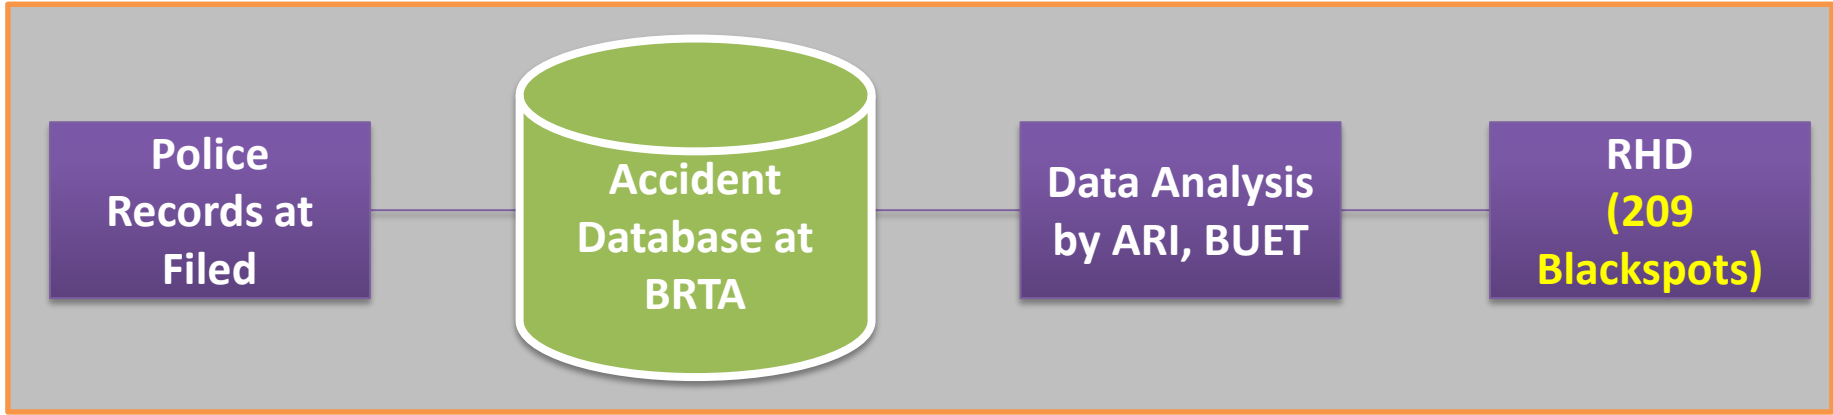 Police
Records at
Filed
Accident
Database at
BRTA
Data Analysis
by ARI, BUET
RHD
(209
Blackspots)